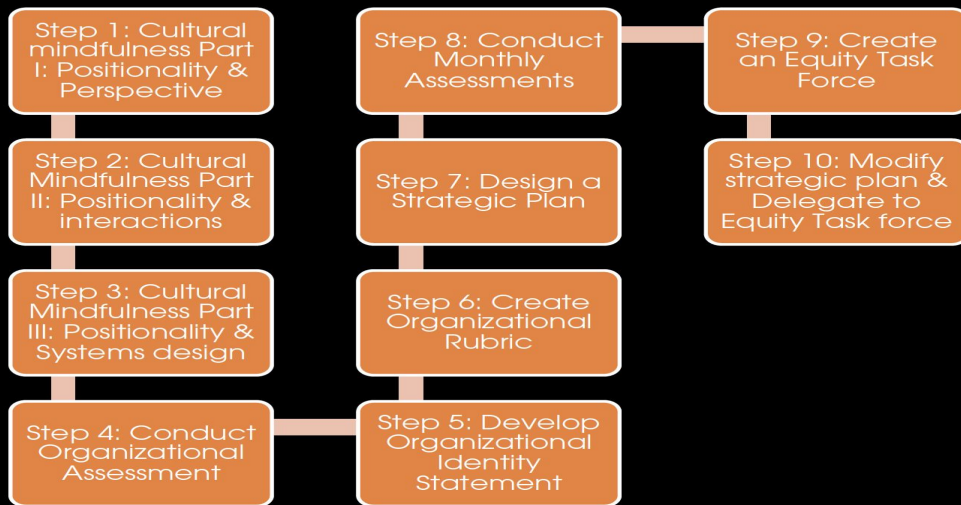 Step 1: Cultural
mindfulness Part
I: Positionality &
Perspective
Step 2: Cultural
Mindfulness Part
II: Positionality &
interactions
Step 3: Cultural
Mindfulness Part
III: Positionality &
Systems design
Step 4: Conduct
Organizational
Assessment
Step 5: Develop
Organizational
Identity
Statement
Step 6: Create
Organizational
Rubric
Step 7: Design a
Strategic Plan
Step 8: Conduct
Monthly
Assessments
Step 9: Create
an Equity Task
Force
Step 10: Modify
strategic plan &
Delegate to
Equity Task force